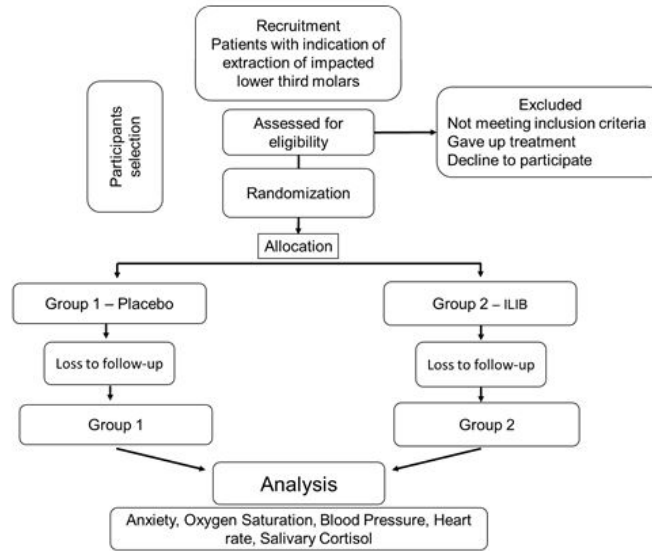 Recruitment
Patients with indication of
extraction of impacted
lower third molars
Participants
selection
Assessed for
eligibility
Excluded
Not meeting inclusion criteria
Gave up treatment
Decline to participate
Randomization
Allocation
Group 1 – Placebo
Group 2 – ILIB
Loss to follow-up
Loss to follow-up
Group 1
Group 2
Analysis
Anxiety, Oxygen Saturation, Blood Pressure, Heart
rate, Salivary Cortisol